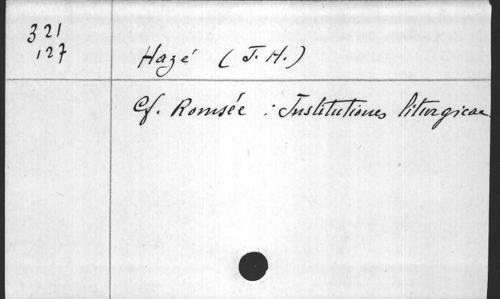 321
127
Hazé (J. H.)
Cf. Romsée : Institutiones liturgicae